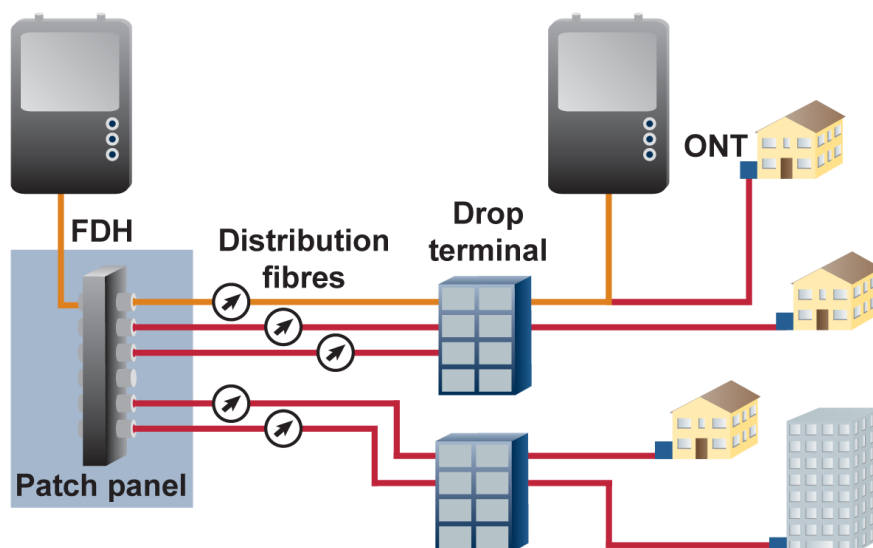 ONT
FDH
Distribution
fibres
Drop
terminal
Patch panel